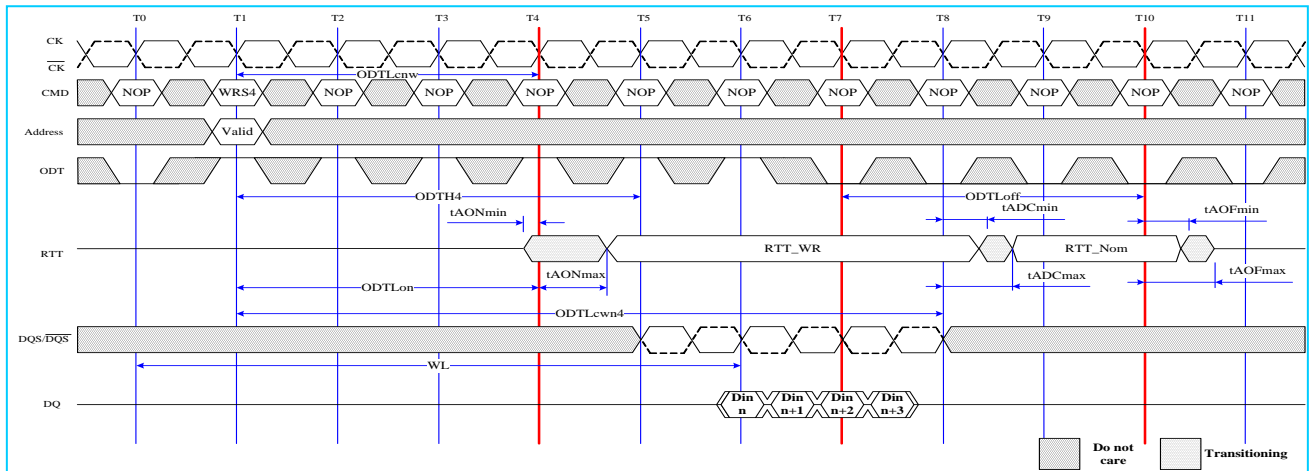 T0 T1 T2 T3 T4 T5 T6 T7 T8 T9 T10 T11
CK
CK
ODTLcnw
CMD NOP WRS4 NOP NOP NOP NOP NOP NOP NOP NOP NOP NOP
Address Valid
ODT
ODTH4 ODTLoff
tAONmin tADCmin tAOFmin
RTT RTT_WR RTT_Nom
tAONmax tADCmax tAOFmax
ODTLon
ODTLcwn4
DQS/DQS
WL
DQ Din n Din n+1 Din n+2 Din n+3
Do not care
Transitioning